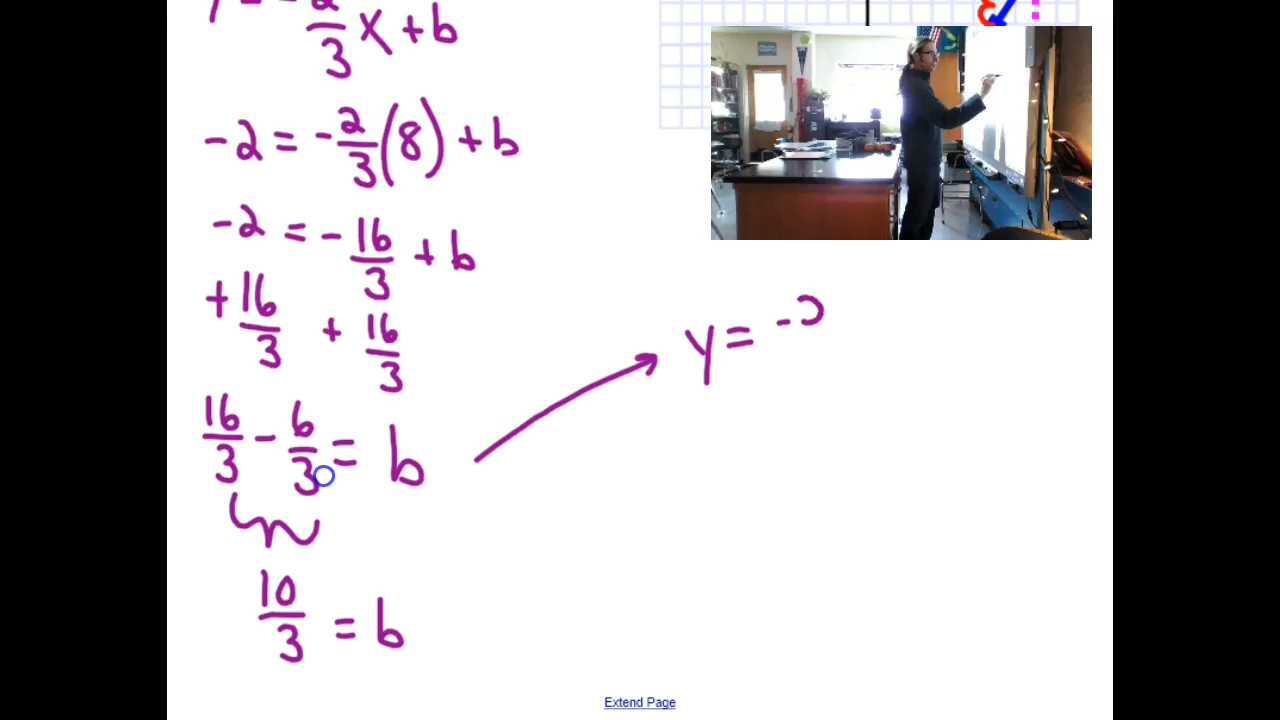 y = -2/3 x + b
-2 = -2/3 (8) + b
-2 = -16/3 + b
+16/3 + 16/3
16/3 - 6/3 = b
10/3 = b
y = -2
Extend Page